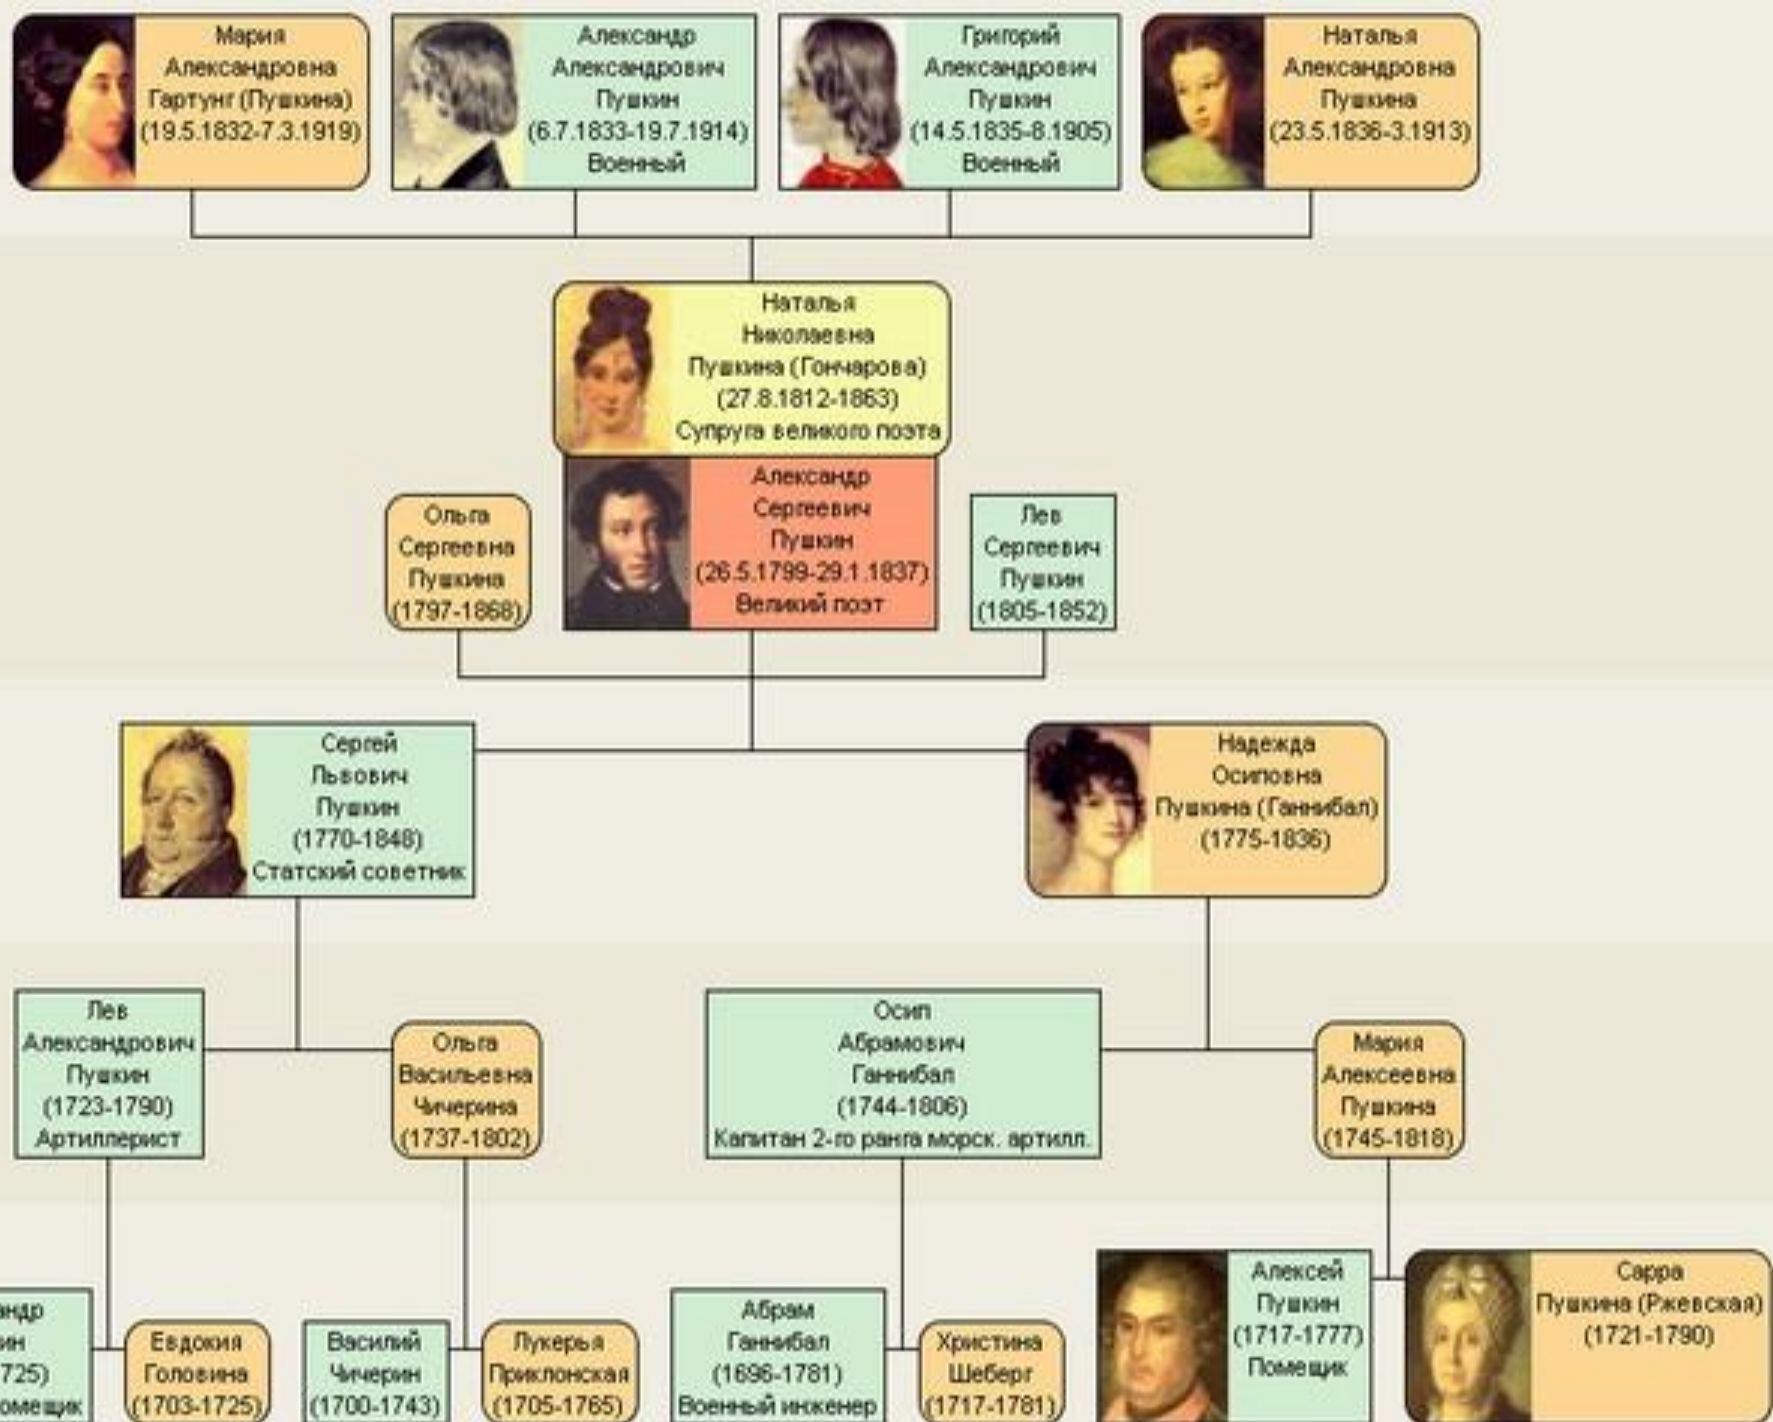 Мария
Александровна
Гартунг (Пушкина)
(19.5.1832-7.3.1919)
Александр
Александрович
Пушкин
(6.7.1833-19.7.1914)
Военный
Григорий
Александрович
Пушкин
(14.5.1835-8.1905)
Военный
Наталья
Александровна
Пушкина
(23.5.1836-3.1913)
Наталья
Николаевна
Пушкина (Гончарова)
(27.8.1812-1863)
Супруга великого поэта
Ольга
Сергеевна
Пушкина
(1797-1868)
Александр
Сергеевич
Пушкин
(26.5.1799-29.1.1837)
Великий поэт
Лев
Сергеевич
Пушкин
(1805-1852)
Сергей
Львович
Пушкин
(1770-1848)
Статский советник
Надежда
Осиповна
Пушкина (Ганнибал)
(1775-1836)
Лев
Александрович
Пушкин
(1723-1790)
Артиллерист
Ольга
Васильевна
Чичерина
(1737-1802)
Осип
Абрамович
Ганнибал
(1744-1806)
Капитан 2-го ранга морск. артилл.
Мария
Алексеевна
Пушкина
(1745-1818)
андр
ин
725)
омещик
Евдокия
Головина
(1703-1725)
Василий
Чичерин
(1700-1743)
Лукерья
Приклонская
(1705-1765)
Абрам
Ганнибал
(1696-1781)
Военный инженер
Христина
Шеберг
(1717-1781)
Алексей
Пушкин
(1717-1777)
Помещик
Сарра
Пушкина (Ржевская)
(1721-1790)